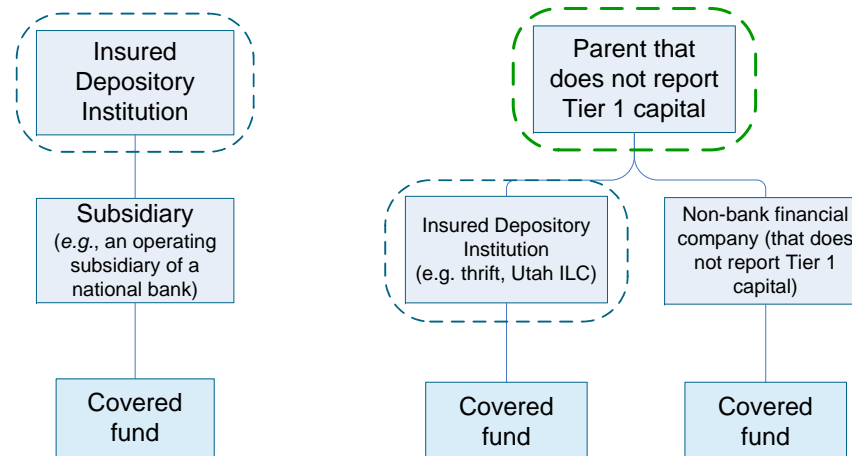 Insured
Depository
Institution
Subsidiary
(e.g., an operating
subsidiary of a
national bank)
Covered
fund
Parent that
does not report
Tier 1 capital
Insured Depository
Institution
(e.g. thrift, Utah ILC)
Non-bank financial
company (that does
not report Tier 1
capital)
Covered
fund
Covered
fund